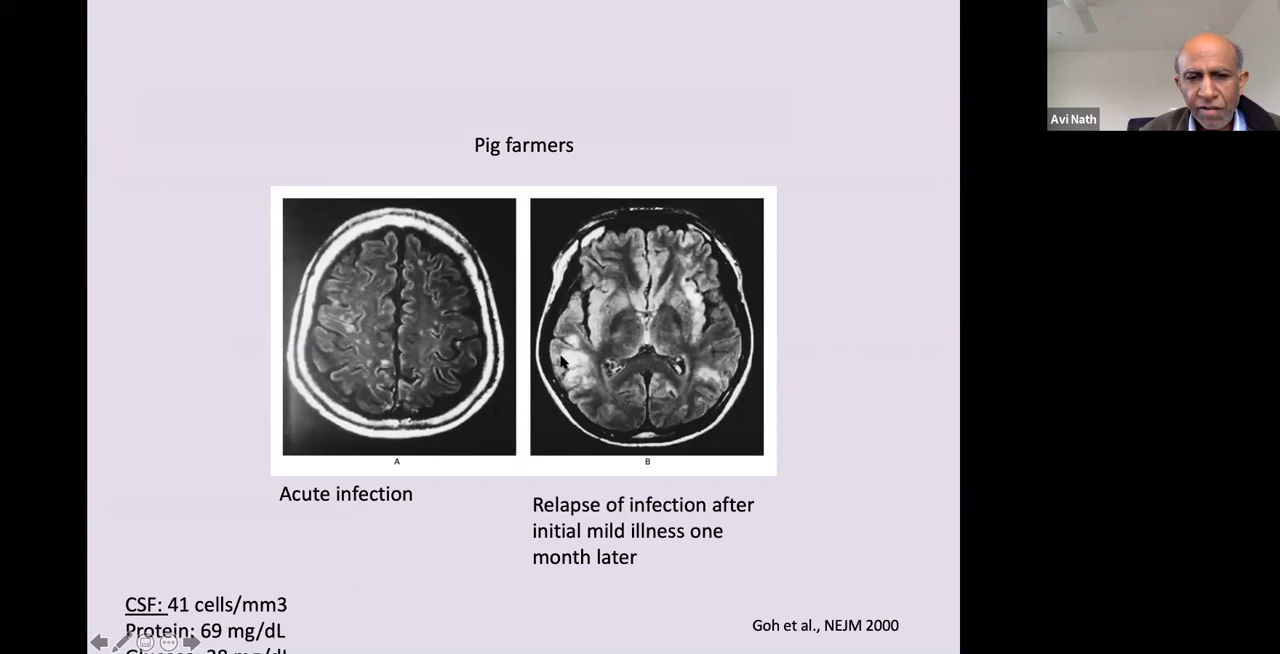 Pig farmers
Avi Nath
A
B
Acute infection
Relapse of infection after
initial mild illness one
month later
CSF: 41 cells/mm3
Protein: 69 mg/dL
Goh et al., NEJM 2000